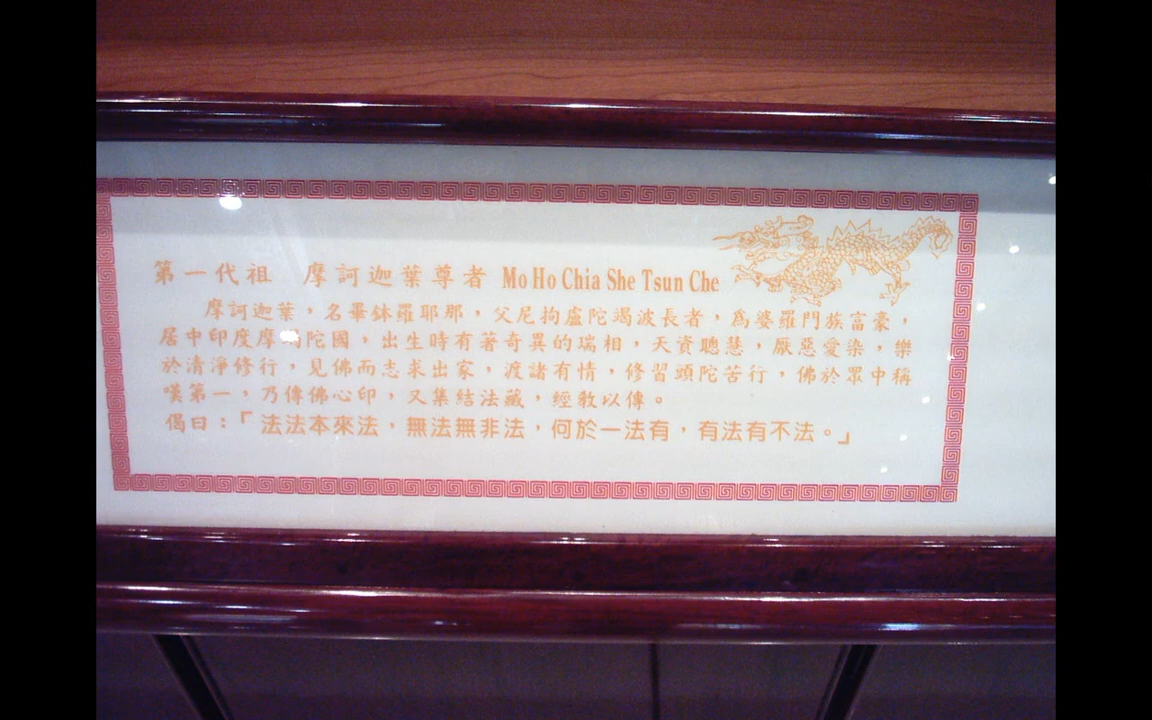 第一代祖 摩訶迦葉尊者 Mo Ho Chia She Tsun Che
摩訶迦葉，名畢鉢羅耶那，父尼拘盧陀竭波長者，為婆羅門族富豪，
居中印度摩陀國，出生時有著奇異的瑞相，天資聰慧，厭惡愛染，樂
於清淨修行，見佛而志求出家，渡諸有情，修習頭陀苦行，佛於眾中稱
嘆第一，乃傳佛心印，又集結法藏，經教以傳。
偈曰：「法法本來法，無法無非法，何於一法有，有法有不法。」